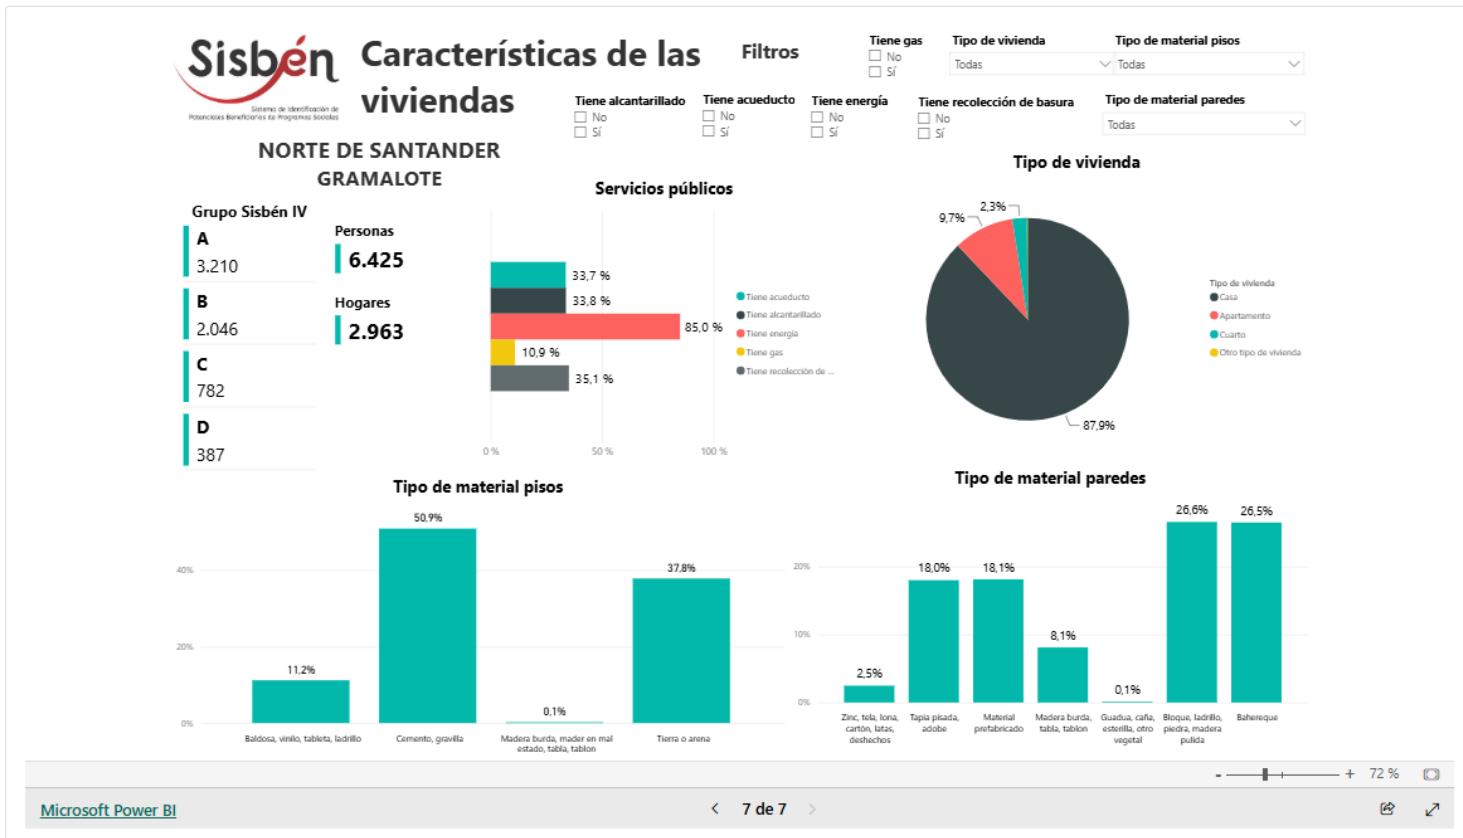 Sisbén
Sistema de Identificación de
Potenciales Beneficiarios de Programas Sociales
Características de las
viviendas
Filtros
Tiene gas
No
Sí
Tipo de vivienda
Todas
Tipo de material pisos
Todas
Tiene alcantarillado
No
Sí
Tiene acueducto
No
Sí
Tiene energía
No
Sí
Tiene recolección de basura
No
Sí
Tipo de material paredes
Todas
NORTE DE SANTANDER
GRAMALOTE
Grupo Sisbén IV
A
3.210
B
2.046
C
782
D
387
Personas
6.425
Hogares
2.963
Servicios públicos
33,7 %
33,8 %
85,0 %
10,9 %
35,1 %
0 %
50 %
100 %
Tiene acueducto
Tiene alcantarillado
Tiene energía
Tiene gas
Tiene recolección de ...
Tipo de vivienda
9,7%
2,3%
87,9%
Tipo de vivienda
Casa
Apartamento
Cuarto
Otro tipo de vivienda
Tipo de material pisos
40%
20%
0%
11,2%
50,9%
0,1%
37,8%
Baldosa, vinilo, tableta, ladrillo
Cemento, gravilla
Madera burda, mader en mal
estado, tabla, tablon
Tierra o arena
Tipo de material paredes
20%
10%
0%
2,5%
18,0%
18,1%
8,1%
0,1%
26,6%
26,5%
Zinc, tela, lona,
cartón, latas,
deshechos
Tapia pisada,
adobe
Material
prefabricado
Madera burda,
tabla, tablon
Guadua, caña,
esterilla, otro
vegetal
Bloque, ladrillo,
piedra, madera
pulida
Bahereque
- + 72 %
Microsoft Power BI
7 de 7